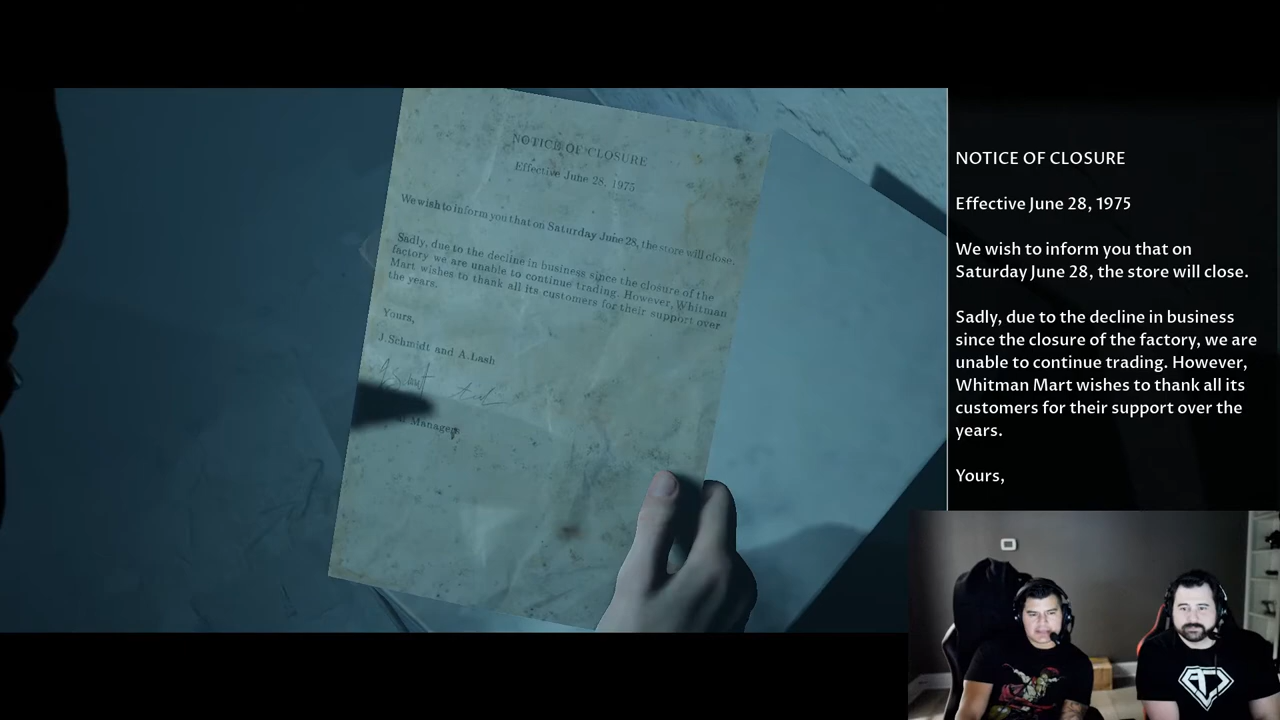 NOTICE OF CLOSURE
Effective June 28, 1975
We wish to inform you that on Saturday June 28, the store will close.
Sadly, due to the decline in business since the closure of the
factory we are unable to continue trading. However, Whitman
Mart wishes to thank all its customers for their support over
the years.
Yours,
J.Schmidt and A.Lash
NOTICE OF CLOSURE
Effective June 28, 1975
We wish to inform you that on
Saturday June 28, the store will close.
Sadly, due to the decline in business
since the closure of the factory, we are
unable to continue trading. However,
Whitman Mart wishes to thank all its
customers for their support over the
years.
Yours,